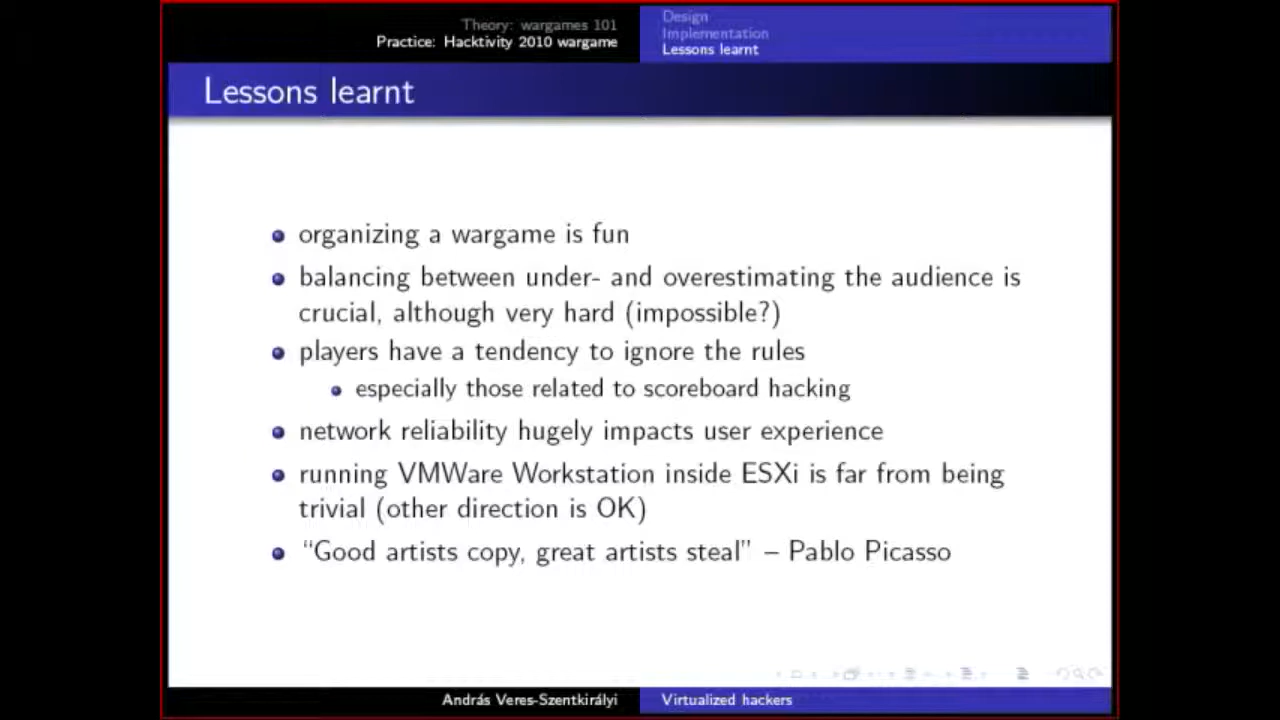 Theory: wargames 101
Practice: Hacktivity 2010 wargame
Design
Implementation
Lessons learnt
Lessons learnt
organizing a wargame is fun
balancing between under- and overestimating the audience is
crucial, although very hard (impossible?)
players have a tendency to ignore the rules
especially those related to scoreboard hacking
network reliability hugely impacts user experience
running VMWare Workstation inside ESXi is far from being
trivial (other direction is OK)
“Good artists copy, great artists steal” – Pablo Picasso
András Veres-Szentkirályi
Virtualized hackers